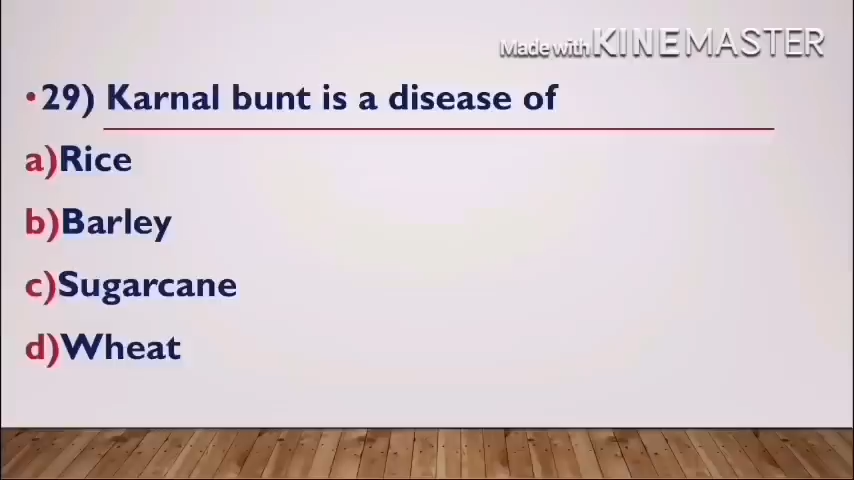 Made with KINEMASTER
•29) Karnal bunt is a disease of
a)Rice
b)Barley
c)Sugarcane
d)Wheat